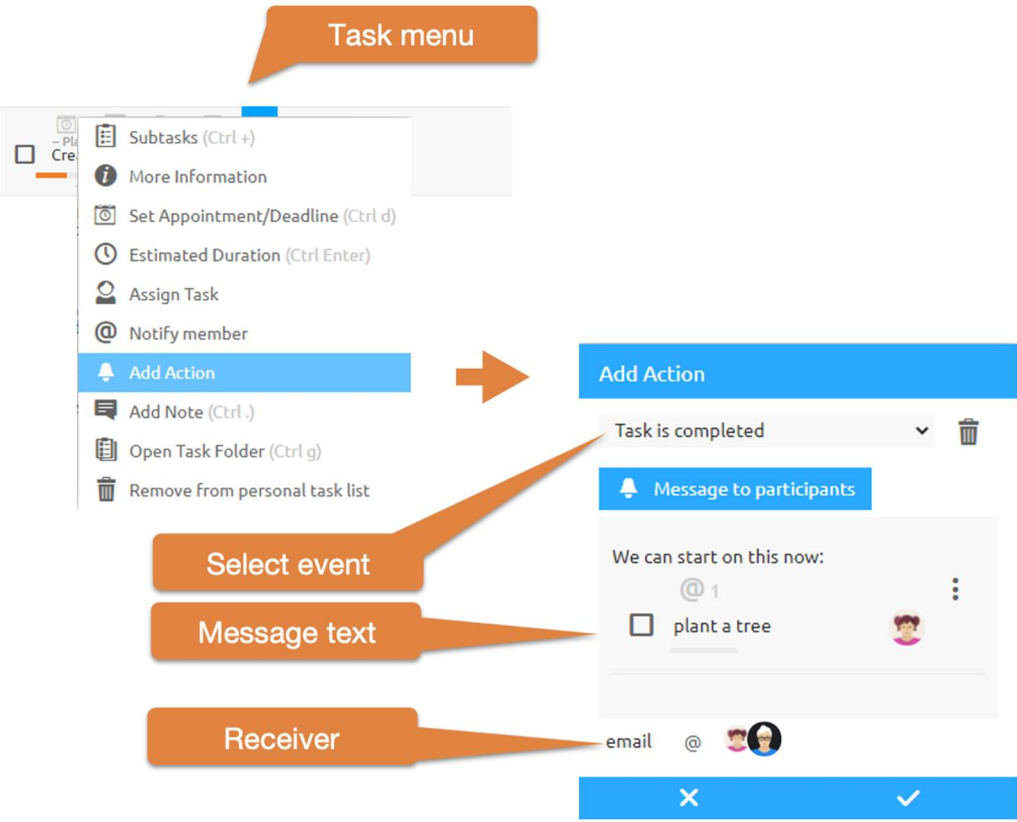 Task menu
– Pla
Crea
Subtasks (Ctrl +)
More Information
Set Appointment/Deadline (Ctrl d)
Estimated Duration (Ctrl Enter)
Assign Task
@ Notify member
Add Action
Add Note (Ctrl .)
Open Task Folder (Ctrl g)
Remove from personal task list
Add Action
Task is completed
Message to participants
Select event
We can start on this now:
@ 1
Message text
plant a tree
Receiver
email @